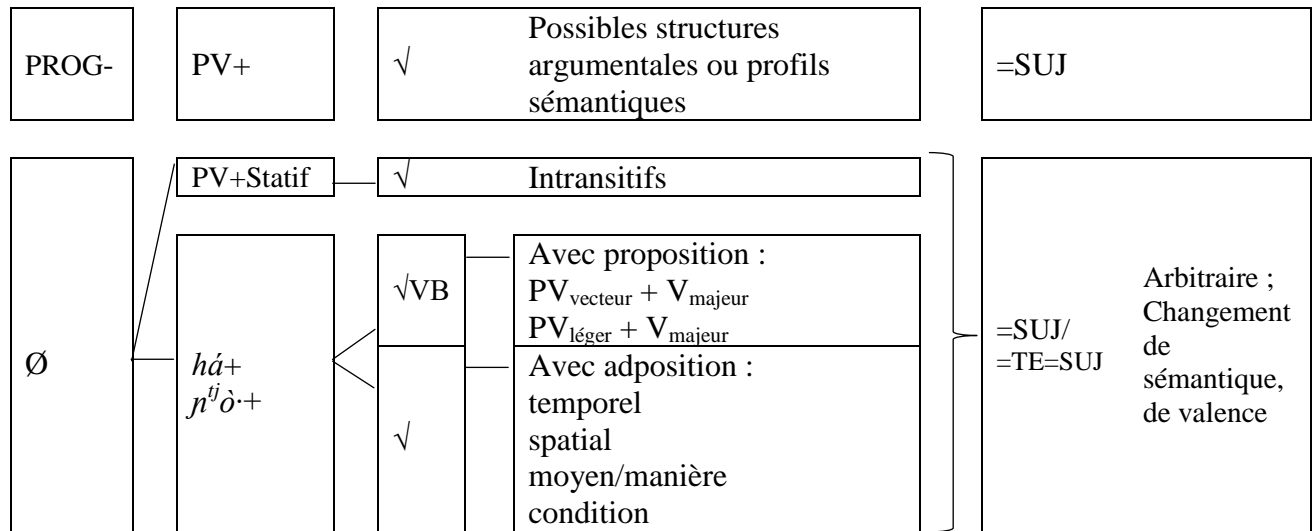 PROG-
PV+
√
Possibles structures
argumentales ou profils
sémantiques
=SUJ
Ø
PV+Statif
√
Intransitifs
há+
ɲᵗʲò·+
√VB
Avec proposition :
PVvecteur + Vmajeur
PVléger + Vmajeur
√
Avec adposition :
temporel
spatial
moyen/manière
condition
=SUJ/
=TE=SUJ
Arbitraire ;
Changement
de
sémantique,
de valence